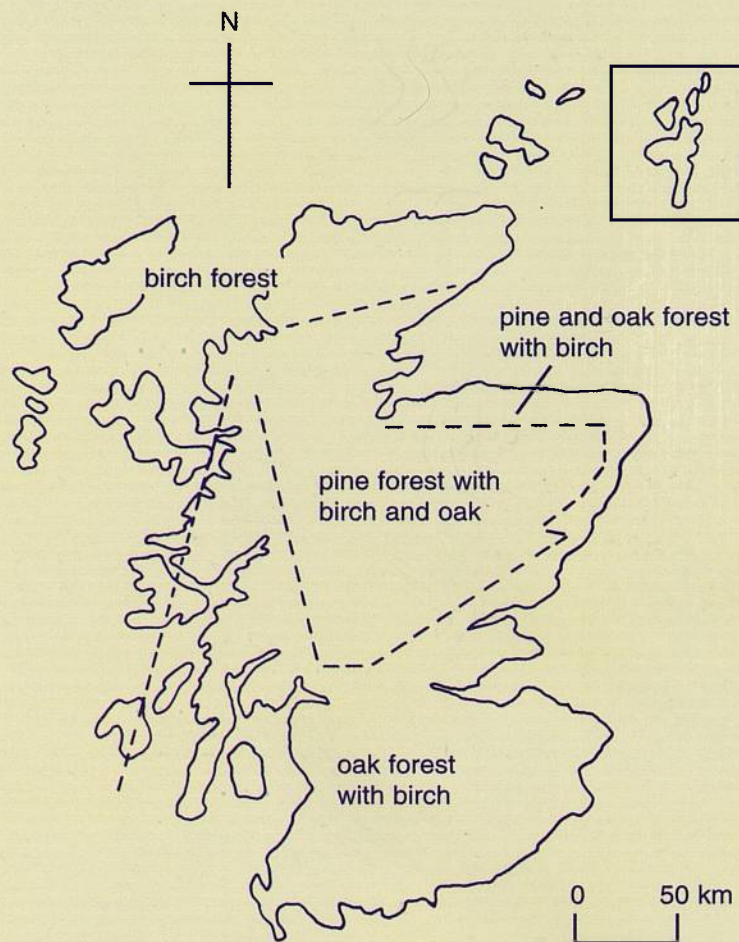 N
birch forest
pine and oak forest
with birch
pine forest with
birch and oak
oak forest
with birch
0 50 km